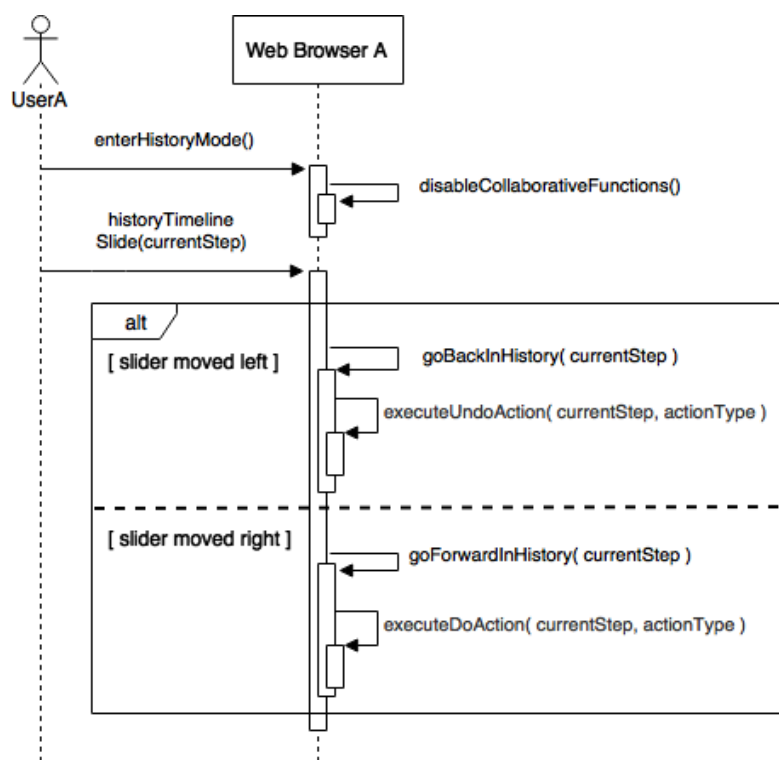 Web Browser A
UserA
enterHistoryMode()
disableCollaborativeFunctions()
historyTimeline
Slide(currentStep)
alt
[ slider moved left ]
goBackInHistory( currentStep )
executeUndoAction( currentStep, actionType )
[ slider moved right ]
goForwardInHistory( currentStep )
executeDoAction( currentStep, actionType )